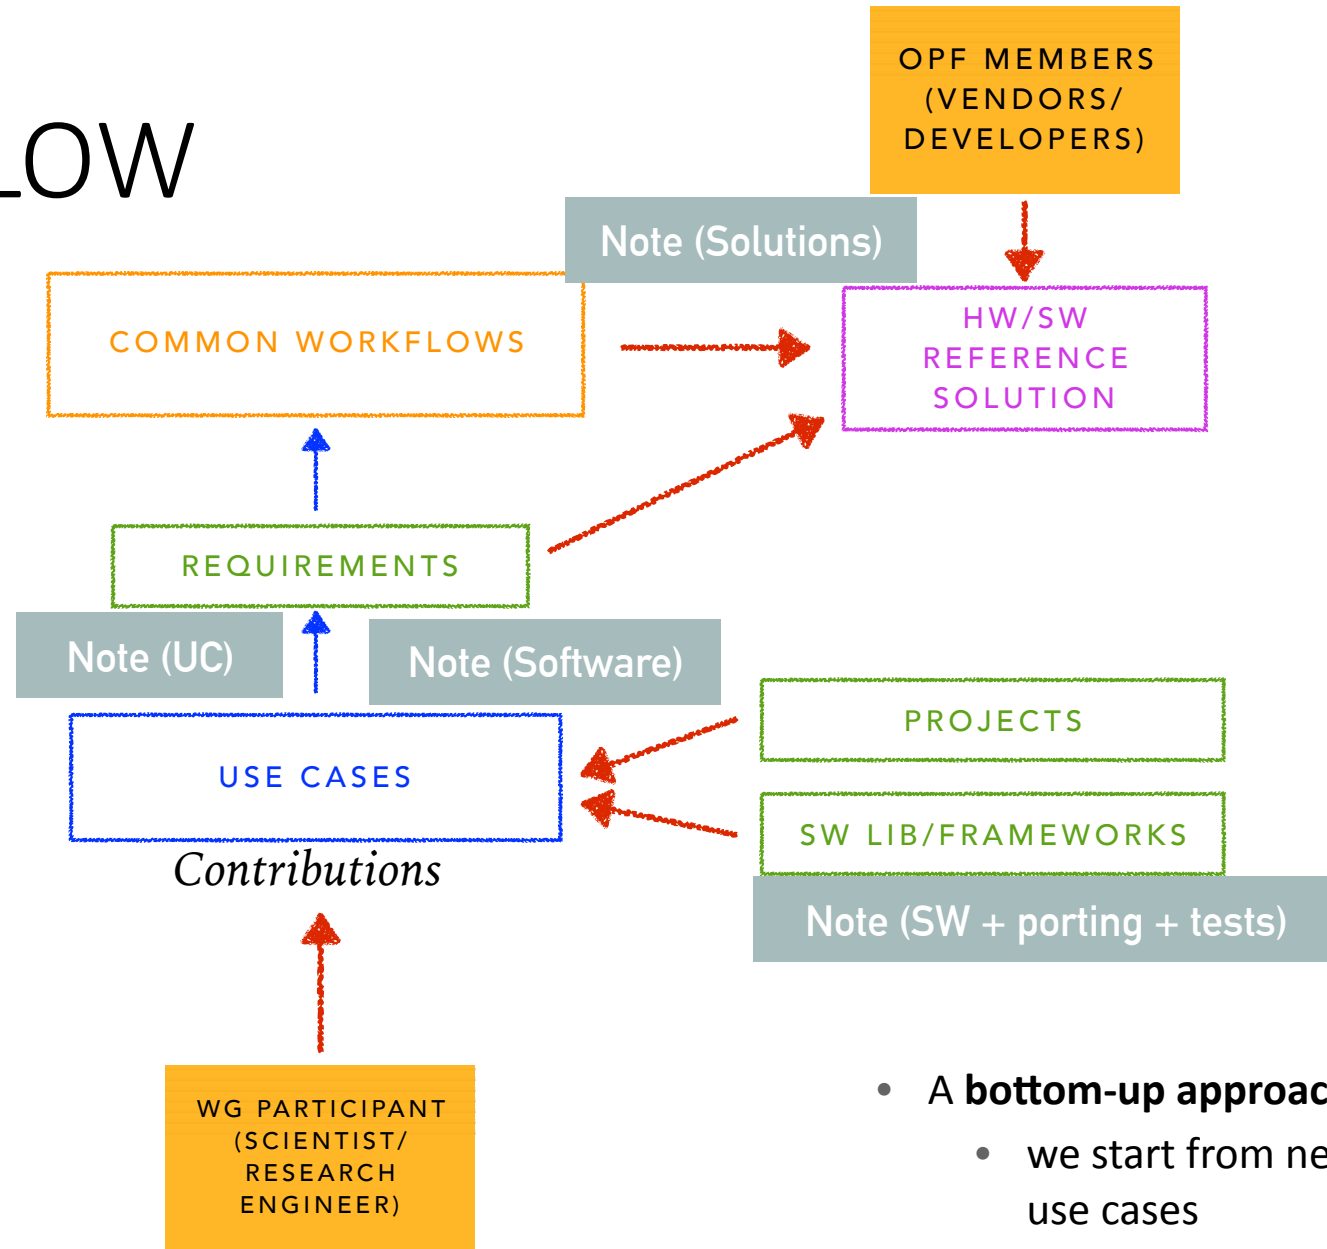 OPF MEMBERS
(VENDORS/
DEVELOPERS)
LOW
Note (Solutions)
COMMON WORKFLOWS
HW/SW
REFERENCE
SOLUTION
REQUIREMENTS
Note (UC)
Note (Software)
PROJECTS
USE CASES
SW LIB/FRAMEWORKS
Contributions
Note (SW + porting + tests)
WG PARTICIPANT
(SCIENTIST/
RESEARCH
ENGINEER)
• A bottom-up approac
• we start from ne
use cases